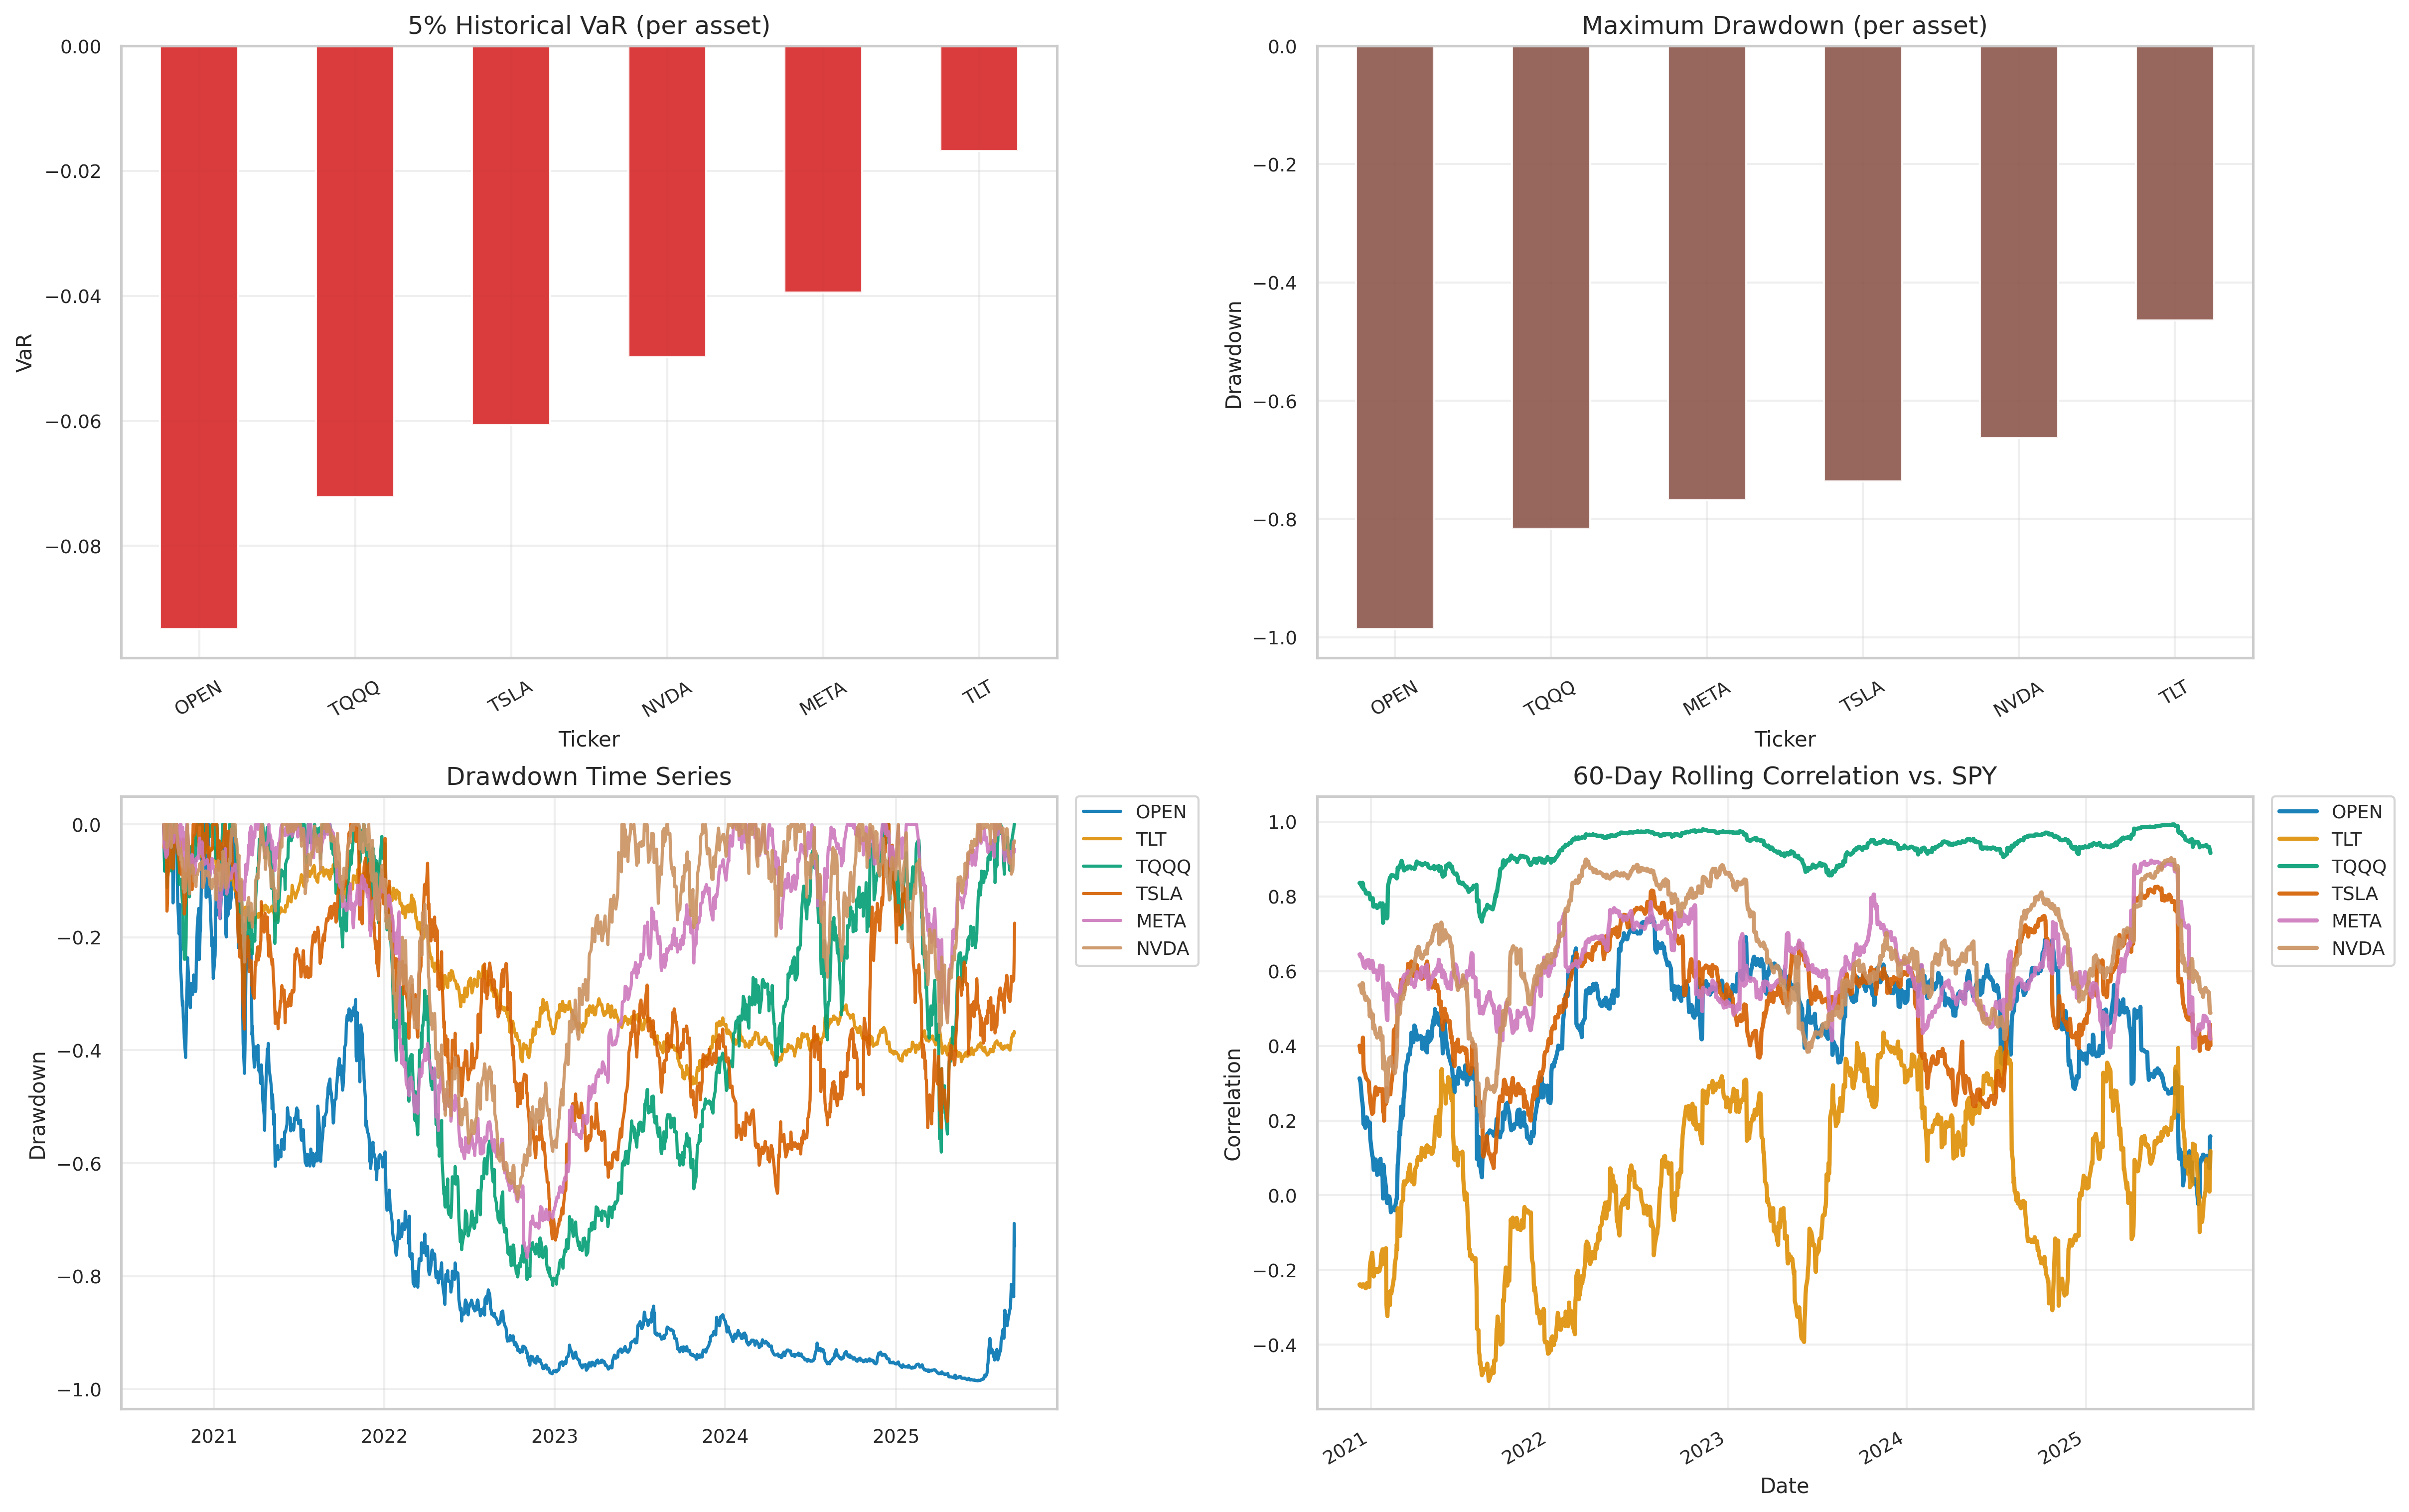 5% Historical VaR (per asset)
0.00
−0.02
−0.04
−0.06
−0.08
VaR
OPEN
TQQQ
TSLA
NVDA
META
TLT
Ticker
Maximum Drawdown (per asset)
0.0
−0.2
−0.4
−0.6
−0.8
−1.0
Drawdown
OPEN
TQQQ
META
TSLA
NVDA
TLT
Ticker
Drawdown Time Series
0.0
−0.2
−0.4
−0.6
−0.8
−1.0
Drawdown
2021
2022
2023
2024
2025
OPEN
TLT
TQQQ
TSLA
META
NVDA
60-Day Rolling Correlation vs. SPY
1.0
0.8
0.6
0.4
0.2
0.0
−0.2
−0.4
Correlation
2021
2022
2023
2024
2025
Date
OPEN
TLT
TQQQ
TSLA
META
NVDA